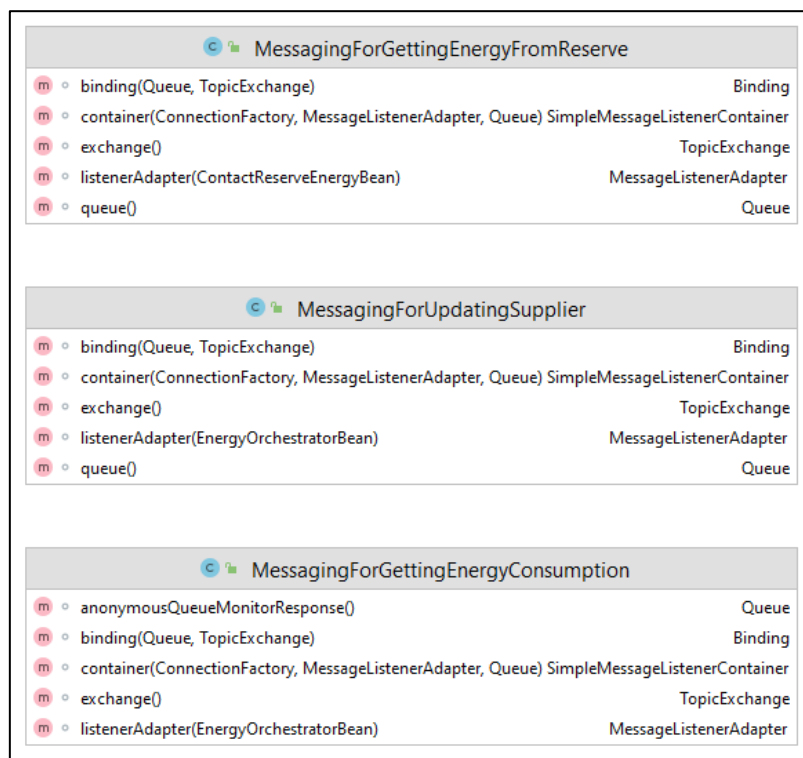 MessagingForGettingEnergyFromReserve
binding(Queue, TopicExchange) Binding
container(ConnectionFactory, MessageListenerAdapter, Queue) SimpleMessageListenerContainer
exchange() TopicExchange
listenerAdapter(ContactReserveEnergyBean) MessageListenerAdapter
queue() Queue
MessagingForUpdatingSupplier
binding(Queue, TopicExchange) Binding
container(ConnectionFactory, MessageListenerAdapter, Queue) SimpleMessageListenerContainer
exchange() TopicExchange
listenerAdapter(EnergyOrchestratorBean) MessageListenerAdapter
queue() Queue
MessagingForGettingEnergyConsumption
anonymousQueueMonitorResponse() Queue
binding(Queue, TopicExchange) Binding
container(ConnectionFactory, MessageListenerAdapter, Queue) SimpleMessageListenerContainer
exchange() TopicExchange
listenerAdapter(EnergyOrchestratorBean) MessageListenerAdapter